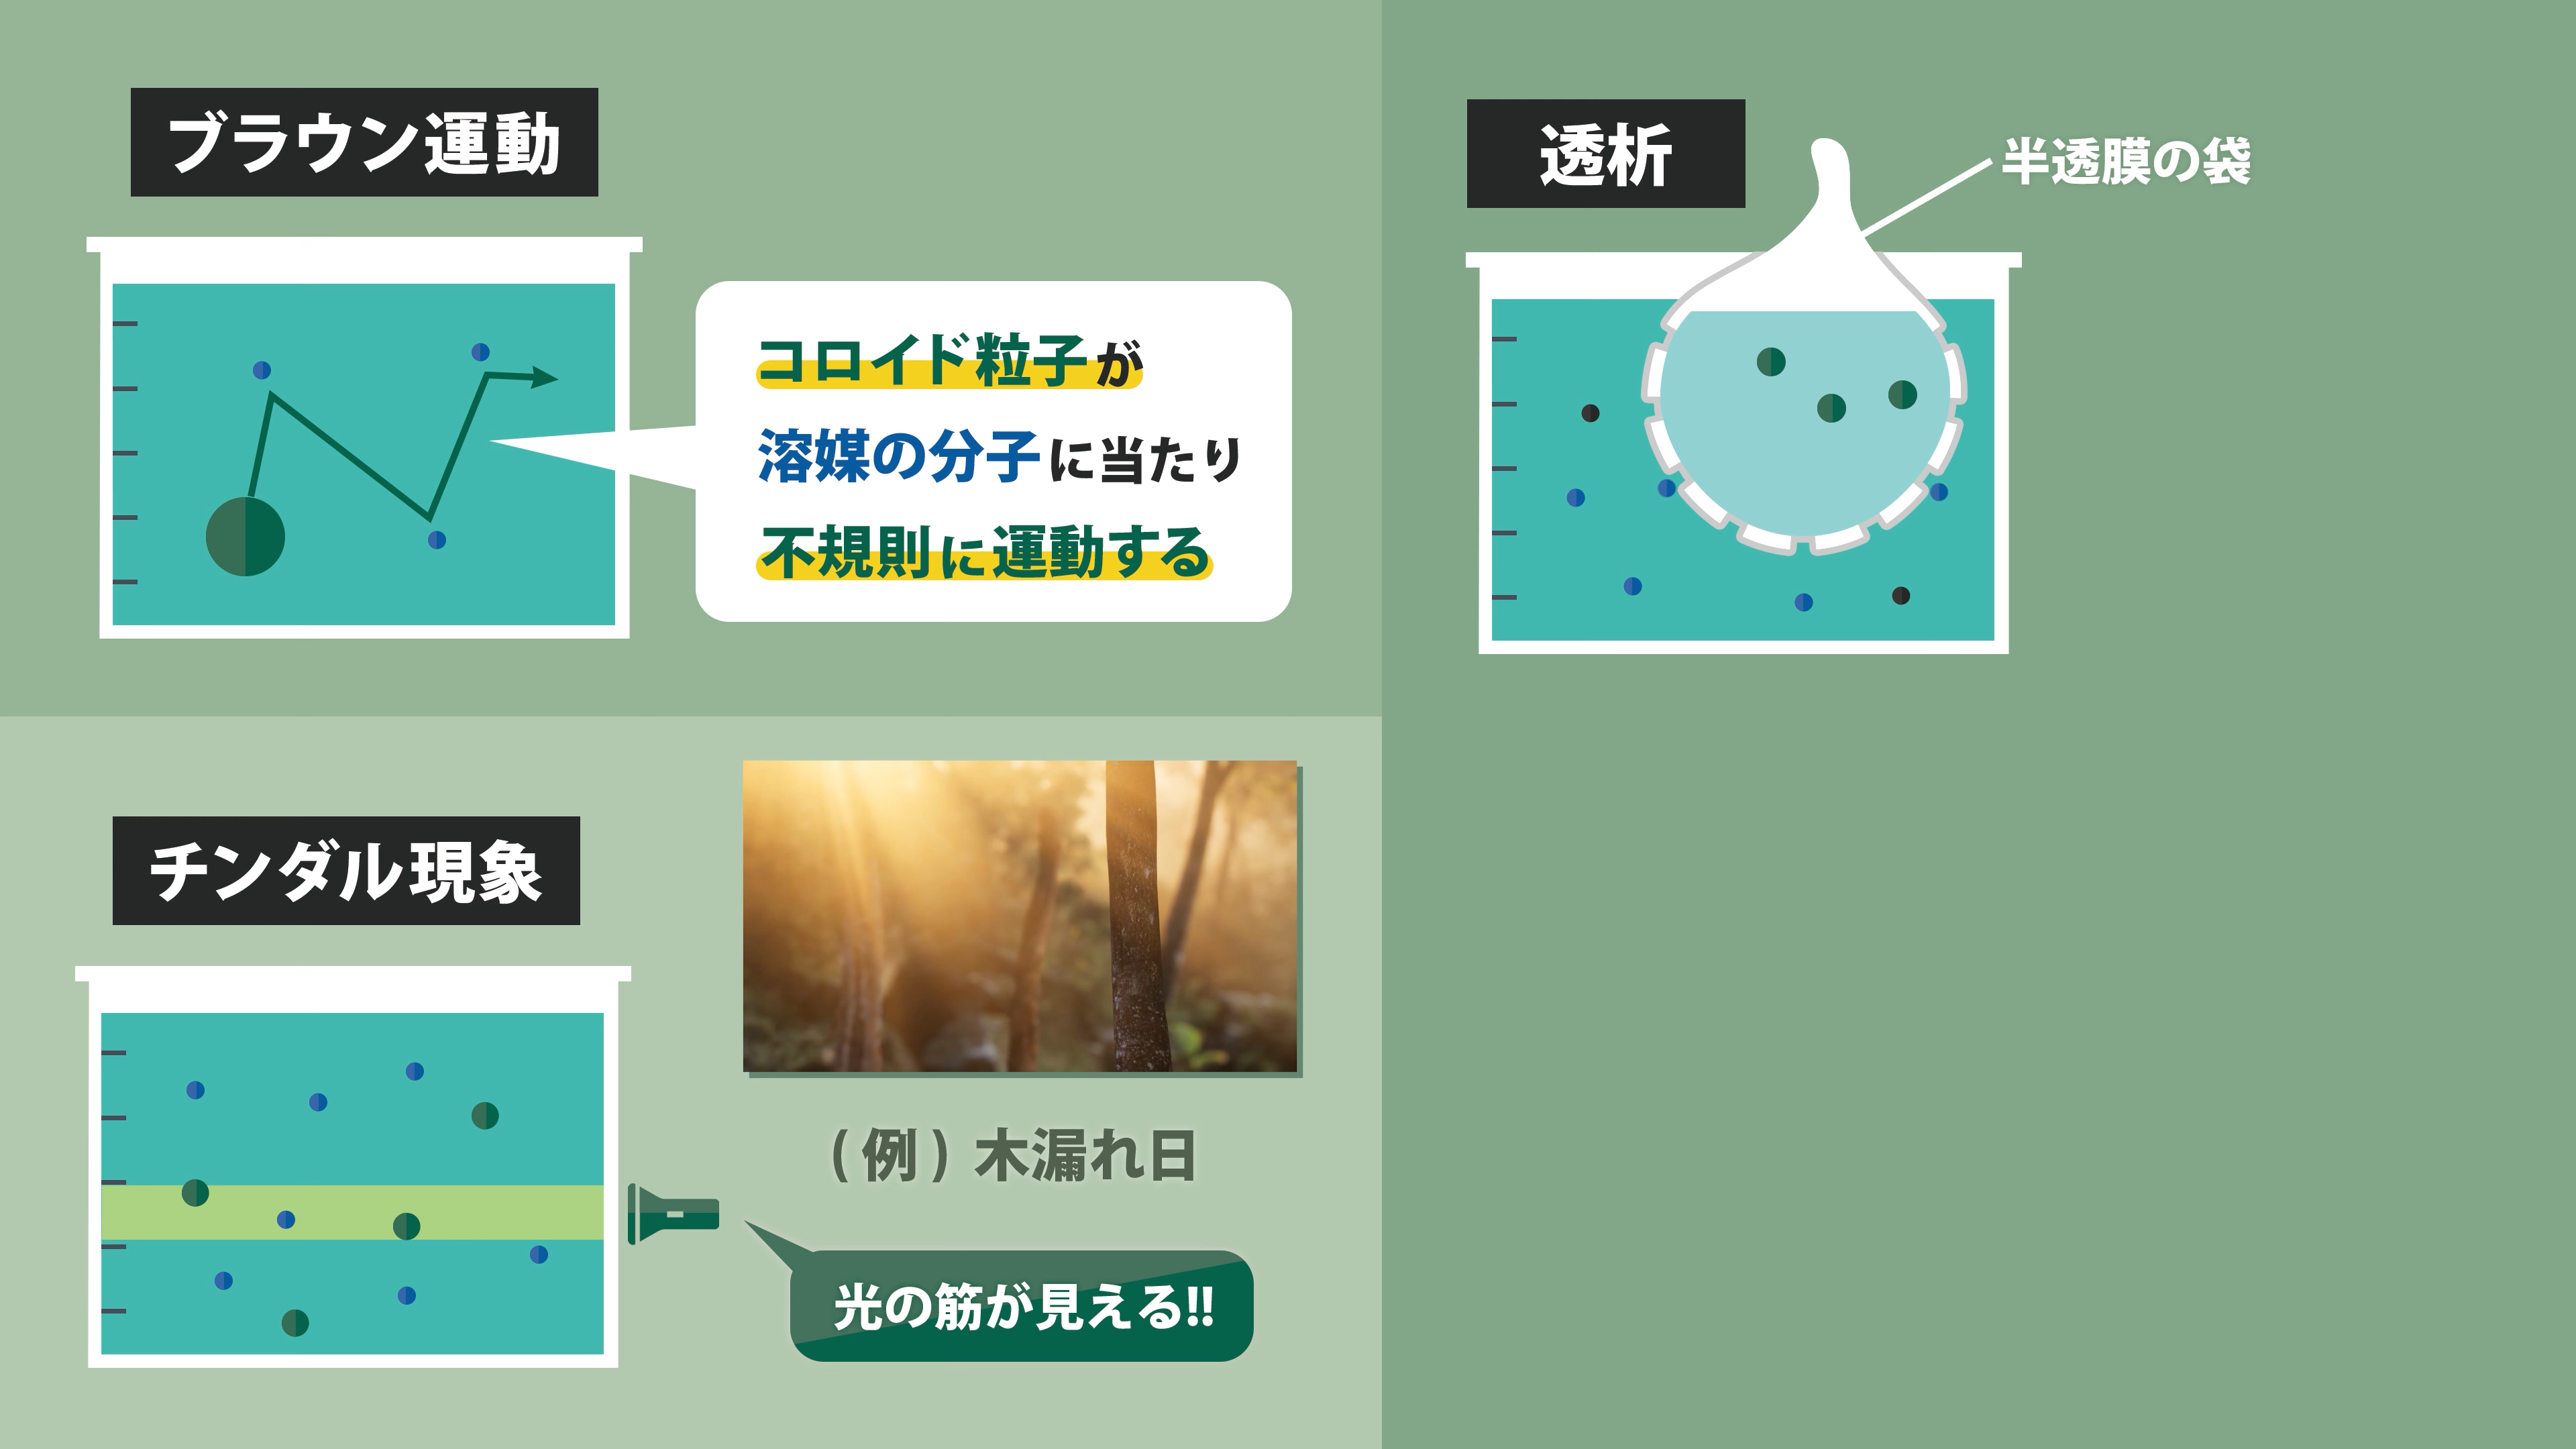 ブラウン運動
コロイド粒子が
溶媒の分子に当たり
不規則に運動する
チンダル現象
(例)木漏れ日
光の筋が見える!!
透析
半透膜の袋